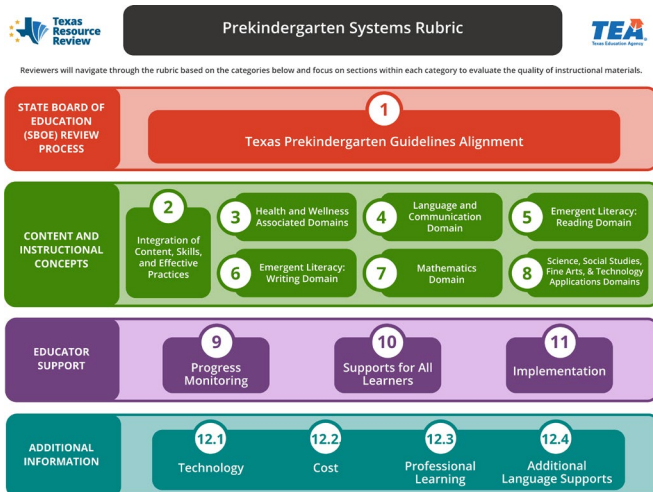 Texas
Resource
Review
Prekindergarten Systems Rubric
TEA
Texas Education Agency
Reviewers will navigate through the rubric based on the categories below and focus on sections within each category to evaluate the quality of instructional materials.
STATE BOARD OF
EDUCATION
(SBOE) REVIEW
PROCESS
1
Texas Prekindergarten Guidelines Alignment
CONTENT AND
INSTRUCTIONAL
CONCEPTS
2
Integration of
Content, Skills,
and Effective
Practices
3
Health and Wellness
Associated Domains
4
Language and
Communication
Domain
5
Emergent Literacy:
Reading Domain
6
Emergent Literacy:
Writing Domain
7
Mathematics
Domain
8
Science, Social Studies,
Fine Arts, & Technology
Applications Domains
EDUCATOR
SUPPORT
9
Progress
Monitoring
10
Supports for All
Learners
11
Implementation
ADDITIONAL
INFORMATION
12.1
Technology
12.2
Cost
12.3
Professional
Learning
12.4
Additional
Language Supports